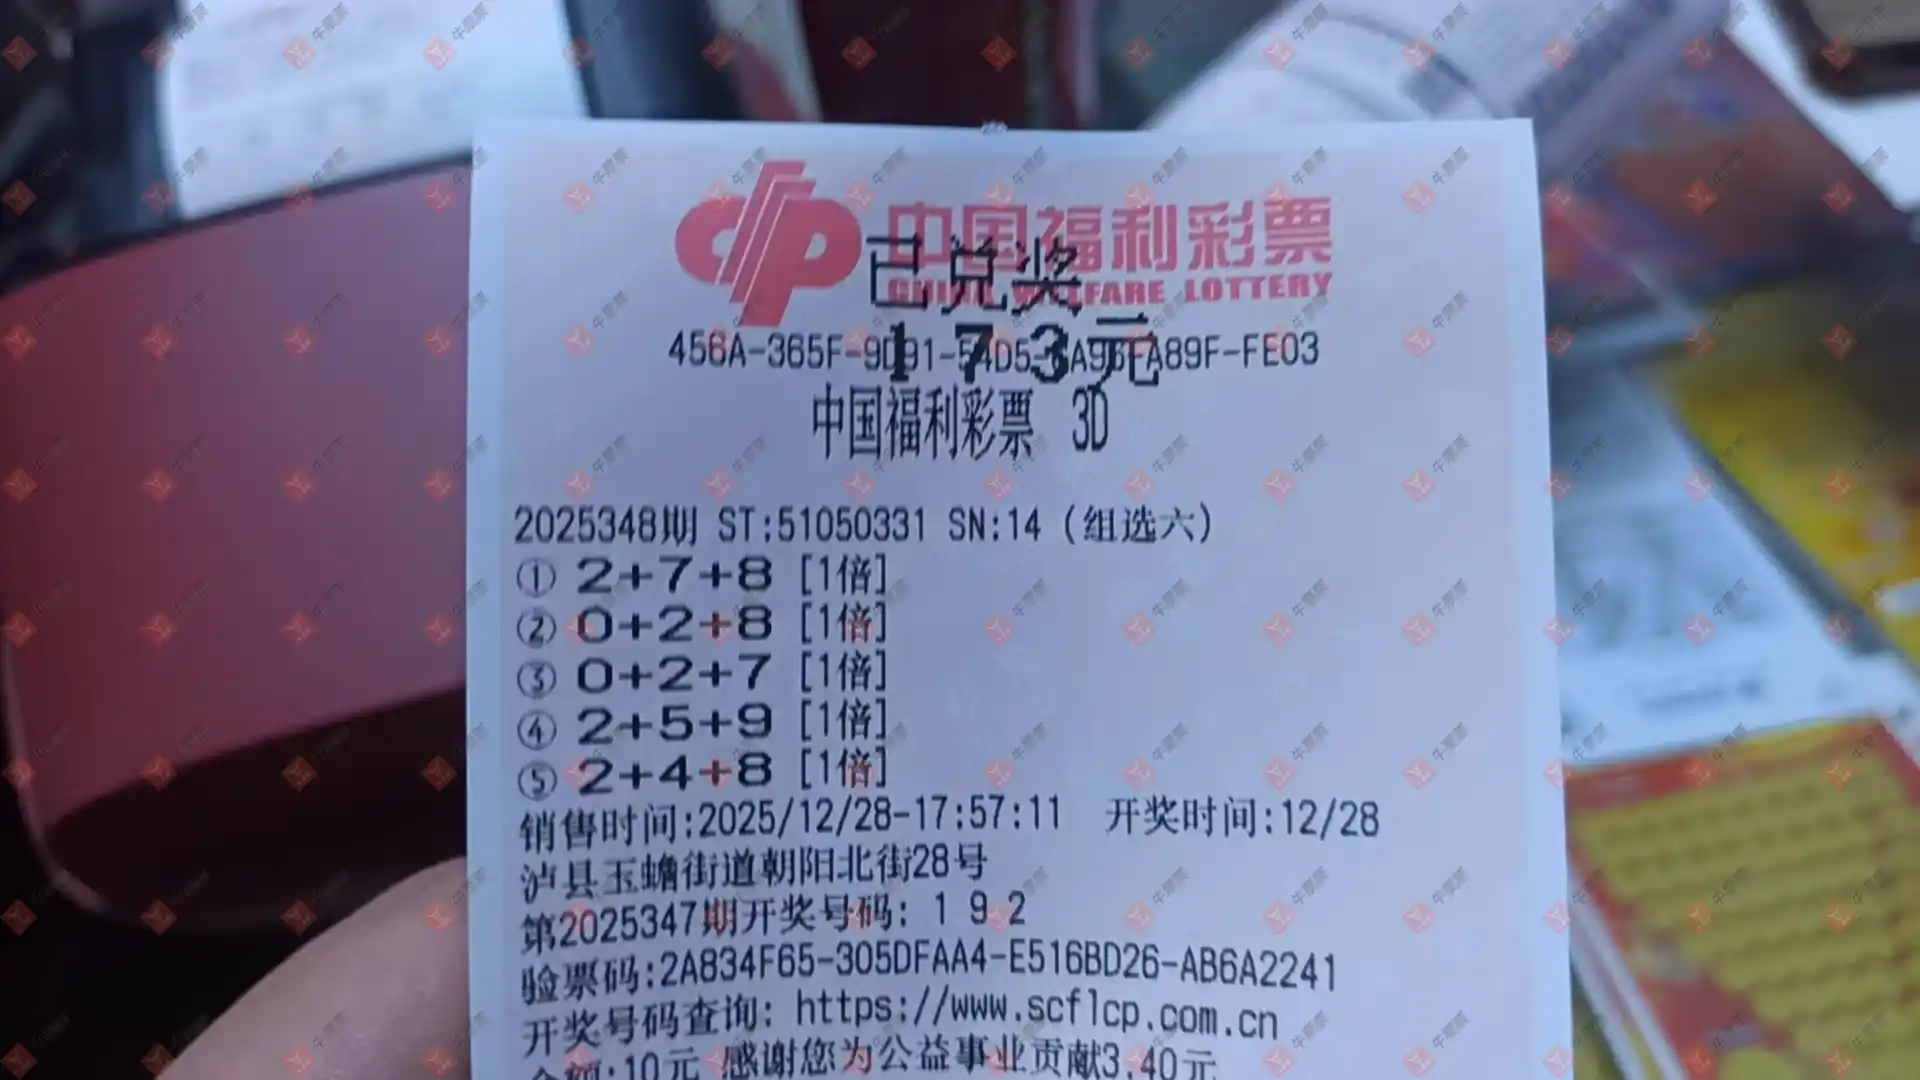 中国福利彩票
CHINA WELFARE LOTTERY
已兑奖
173元
中国福利彩票 3D
2025348期 ST:51050331 SN:14 (组选六)
① 2+7+8 [1倍]
② 0+2+8 [1倍]
③ 0+2+7 [1倍]
④ 2+5+9 [1倍]
⑤ 2+4+8 [1倍]
销售时间:2025/12/28-17:57:11 开奖时间:12/28
泸县玉蟾街道朝阳北街28号
第2025347期开奖号码: 1 9 2
验票码:2A834F65-305DFAA4-E516BD26-AB6A2241
开奖号码查询: https://www.scflcp.com.cn
金额:10元 感谢您为公益事业贡献3.40元